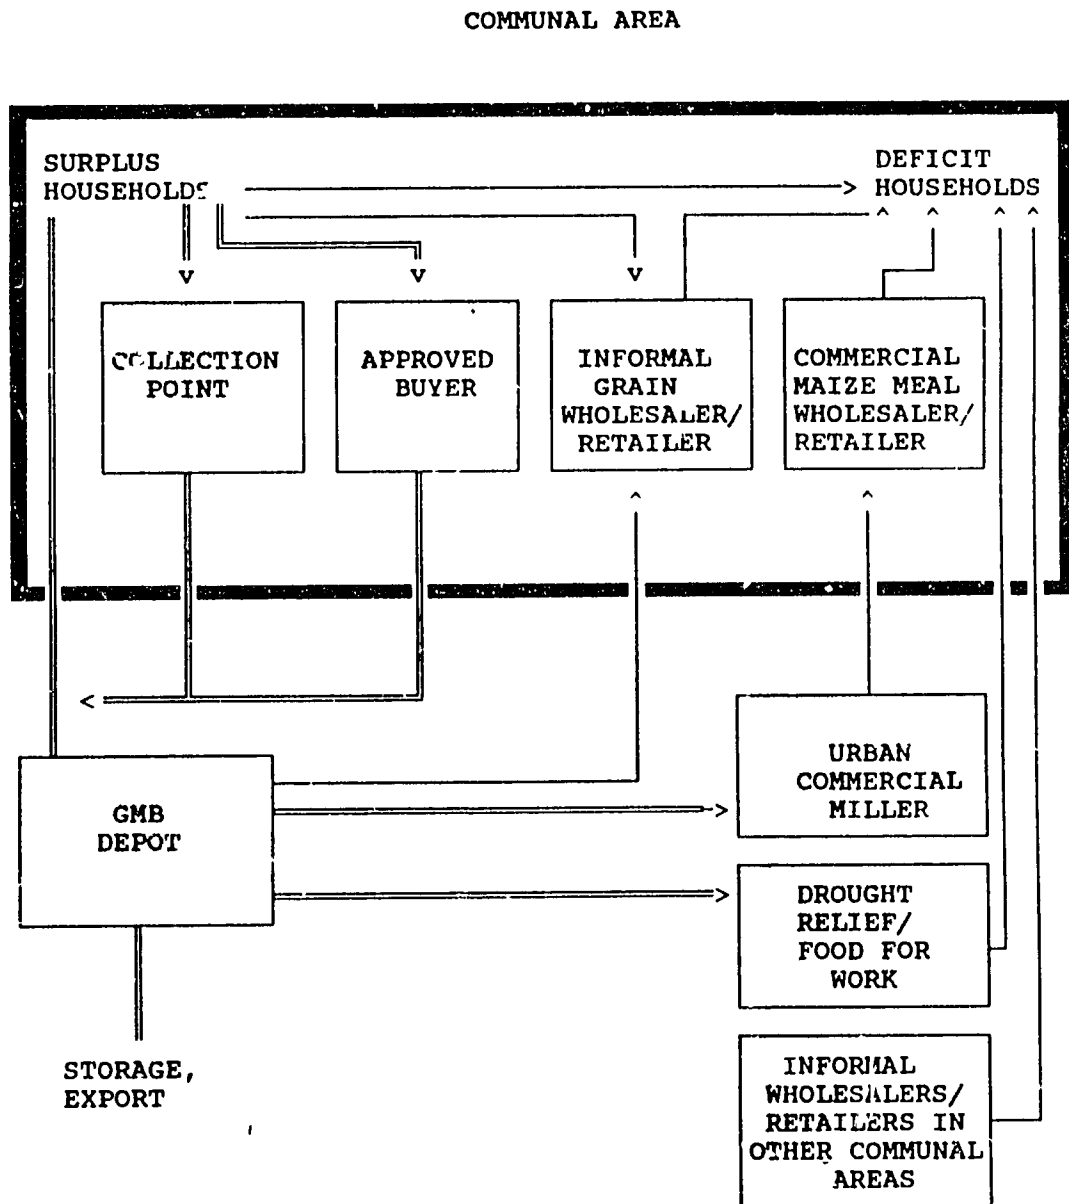 COMMUNAL AREA
SURPLUS
HOUSEHOLDS
DEFICIT
HOUSEHOLDS
COLLECTION
POINT
APPROVED
BUYER
INFORMAL
GRAIN
WHOLESALER/
RETAILER
COMMERCIAL
MAIZE MEAL
WHOLESALER/
RETAILER
GMB
DEPOT
URBAN
COMMERCIAL
MILLER
DROUGHT
RELIEF/
FOOD FOR
WORK
STORAGE,
EXPORT
INFORMAL
WHOLESALERS/
RETAILERS IN
OTHER COMMUNAL
AREAS